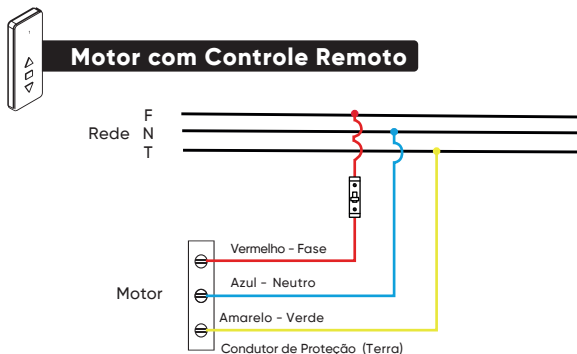 Motor com Controle Remoto
F
Rede N
T
Vermelho - Fase
Azul - Neutro
Motor
Amarelo - Verde
Condutor de Proteção (Terra)